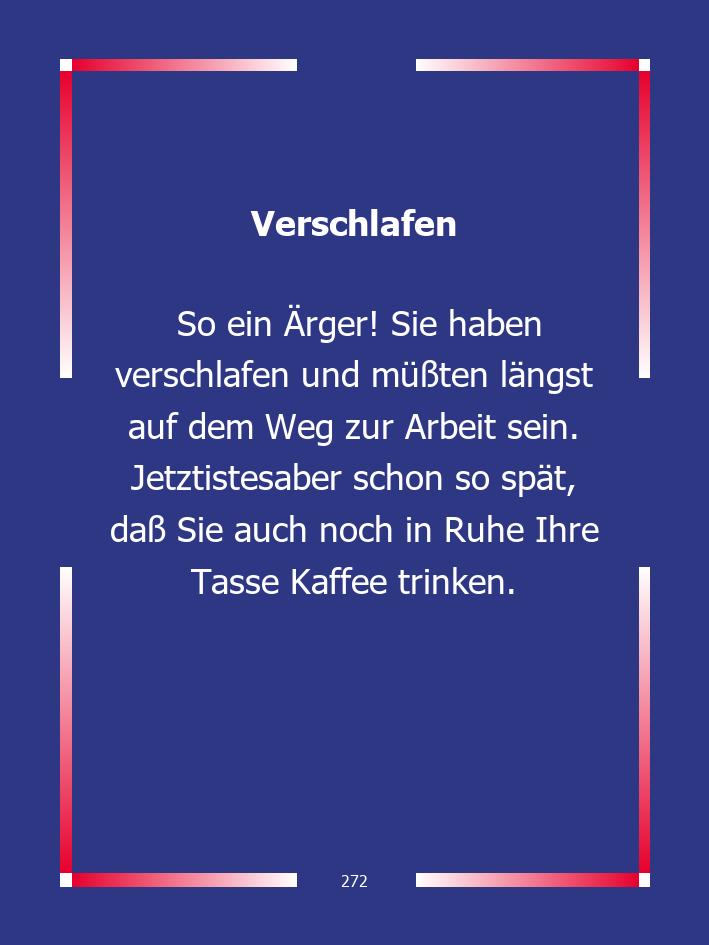 Verschlafen
So ein Ärger! Sie haben
verschlafen und müßten längst
auf dem Weg zur Arbeit sein.
Jetztistesaber schon so spät,
daß Sie auch noch in Ruhe Ihre
Tasse Kaffee trinken.
272